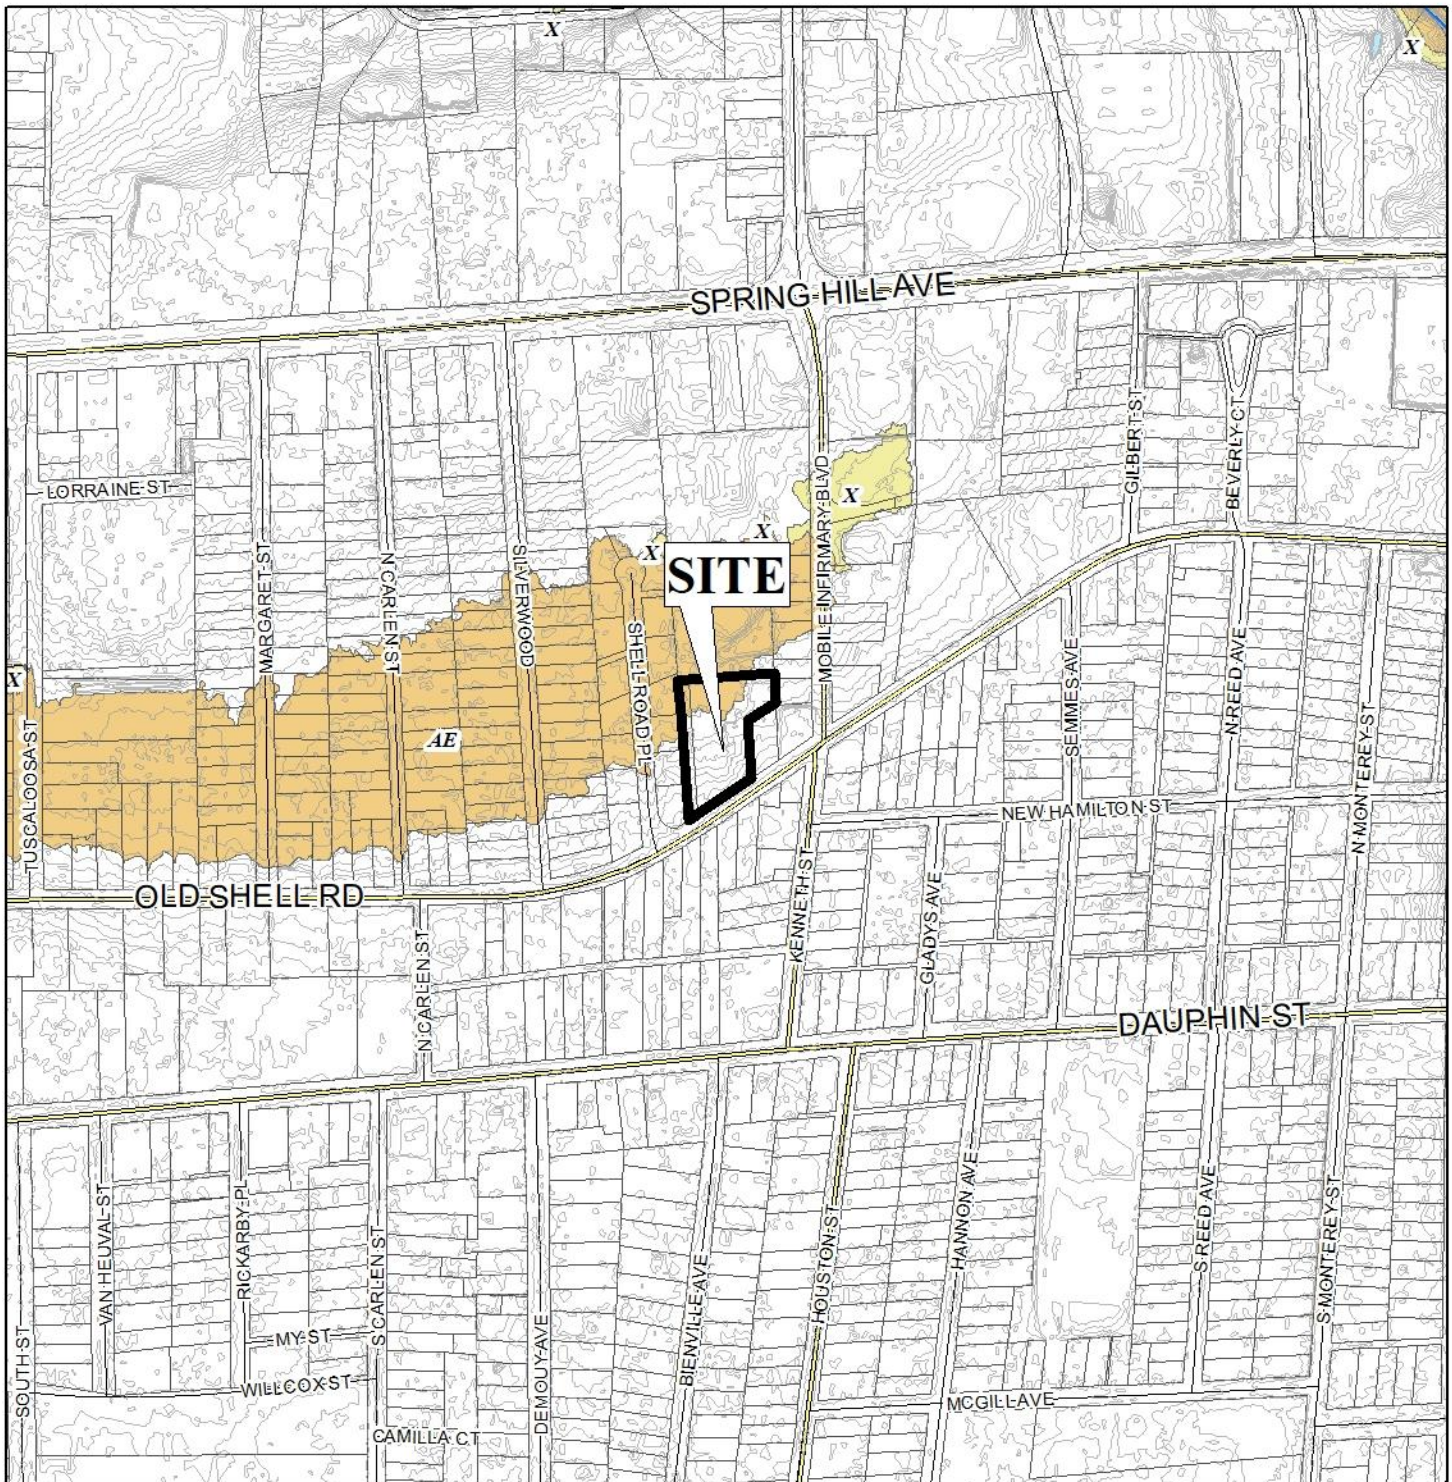 X
X
SPRING HILL AVE
LORRAINE ST
MARGARET ST
N CARLEN ST
SILVERWOOD
SHELL ROAD PL
MOBILE INFIRMARY BLVD
GILBERT ST
BEVERLY CT
X
X
X
SITE
X
AE
TUSCALOOSA ST
SEMMES AVE
N REED AVE
N MONTEREY ST
NEW HAMILTON ST
OLD SHELL RD
KENNETH ST
GLADYS AVE
N CARLEN ST
DAUPHIN ST
SOUTH ST
VAN HEUVAL ST
RICKARBY PL
S CARLEN ST
MY ST
WILLCOX ST
CAMILLA CT
DEMOUY AVE
BIENVILLE AVE
HOUSTON ST
HANNON AVE
S REED AVE
S MONTEREY ST
MCGILL AVE